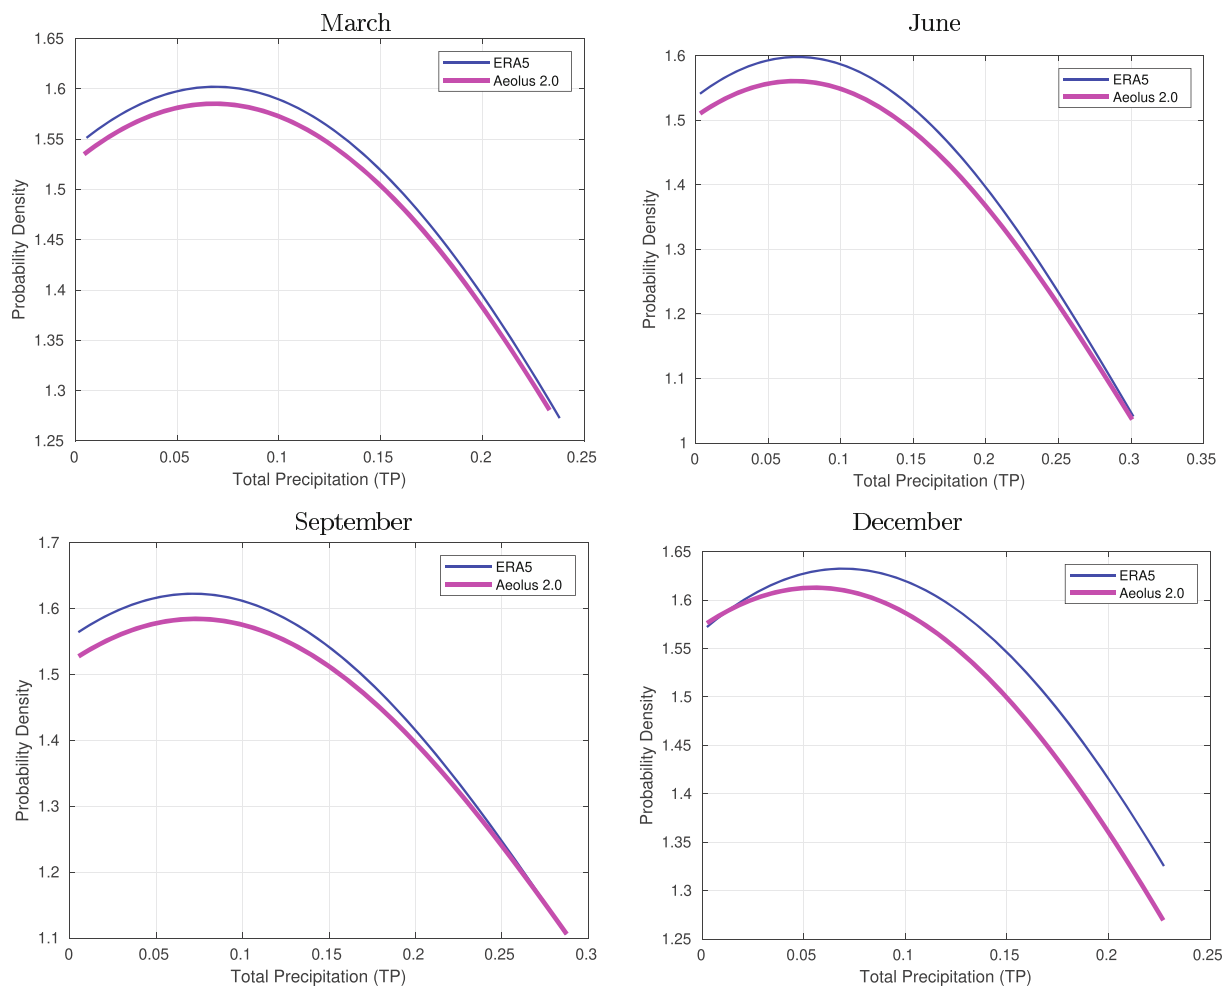 March
1.65
1.6
1.55
1.5
1.45
1.4
1.35
1.3
1.25
Probability Density
ERA5
Aeolus 2.0
0
0.05
0.1
0.15
0.2
0.25
Total Precipitation (TP)
June
1.6
1.5
1.4
1.3
1.2
1.1
1
Probability Density
ERA5
Aeolus 2.0
0
0.05
0.1
0.15
0.2
0.25
0.3
0.35
Total Precipitation (TP)
September
1.7
1.6
1.5
1.4
1.3
1.2
1.1
Probability Density
ERA5
Aeolus 2.0
0
0.05
0.1
0.15
0.2
0.25
0.3
Total Precipitation (TP)
December
1.65
1.6
1.55
1.5
1.45
1.4
1.35
1.3
1.25
Probability Density
ERA5
Aeolus 2.0
0
0.05
0.1
0.15
0.2
0.25
Total Precipitation (TP)